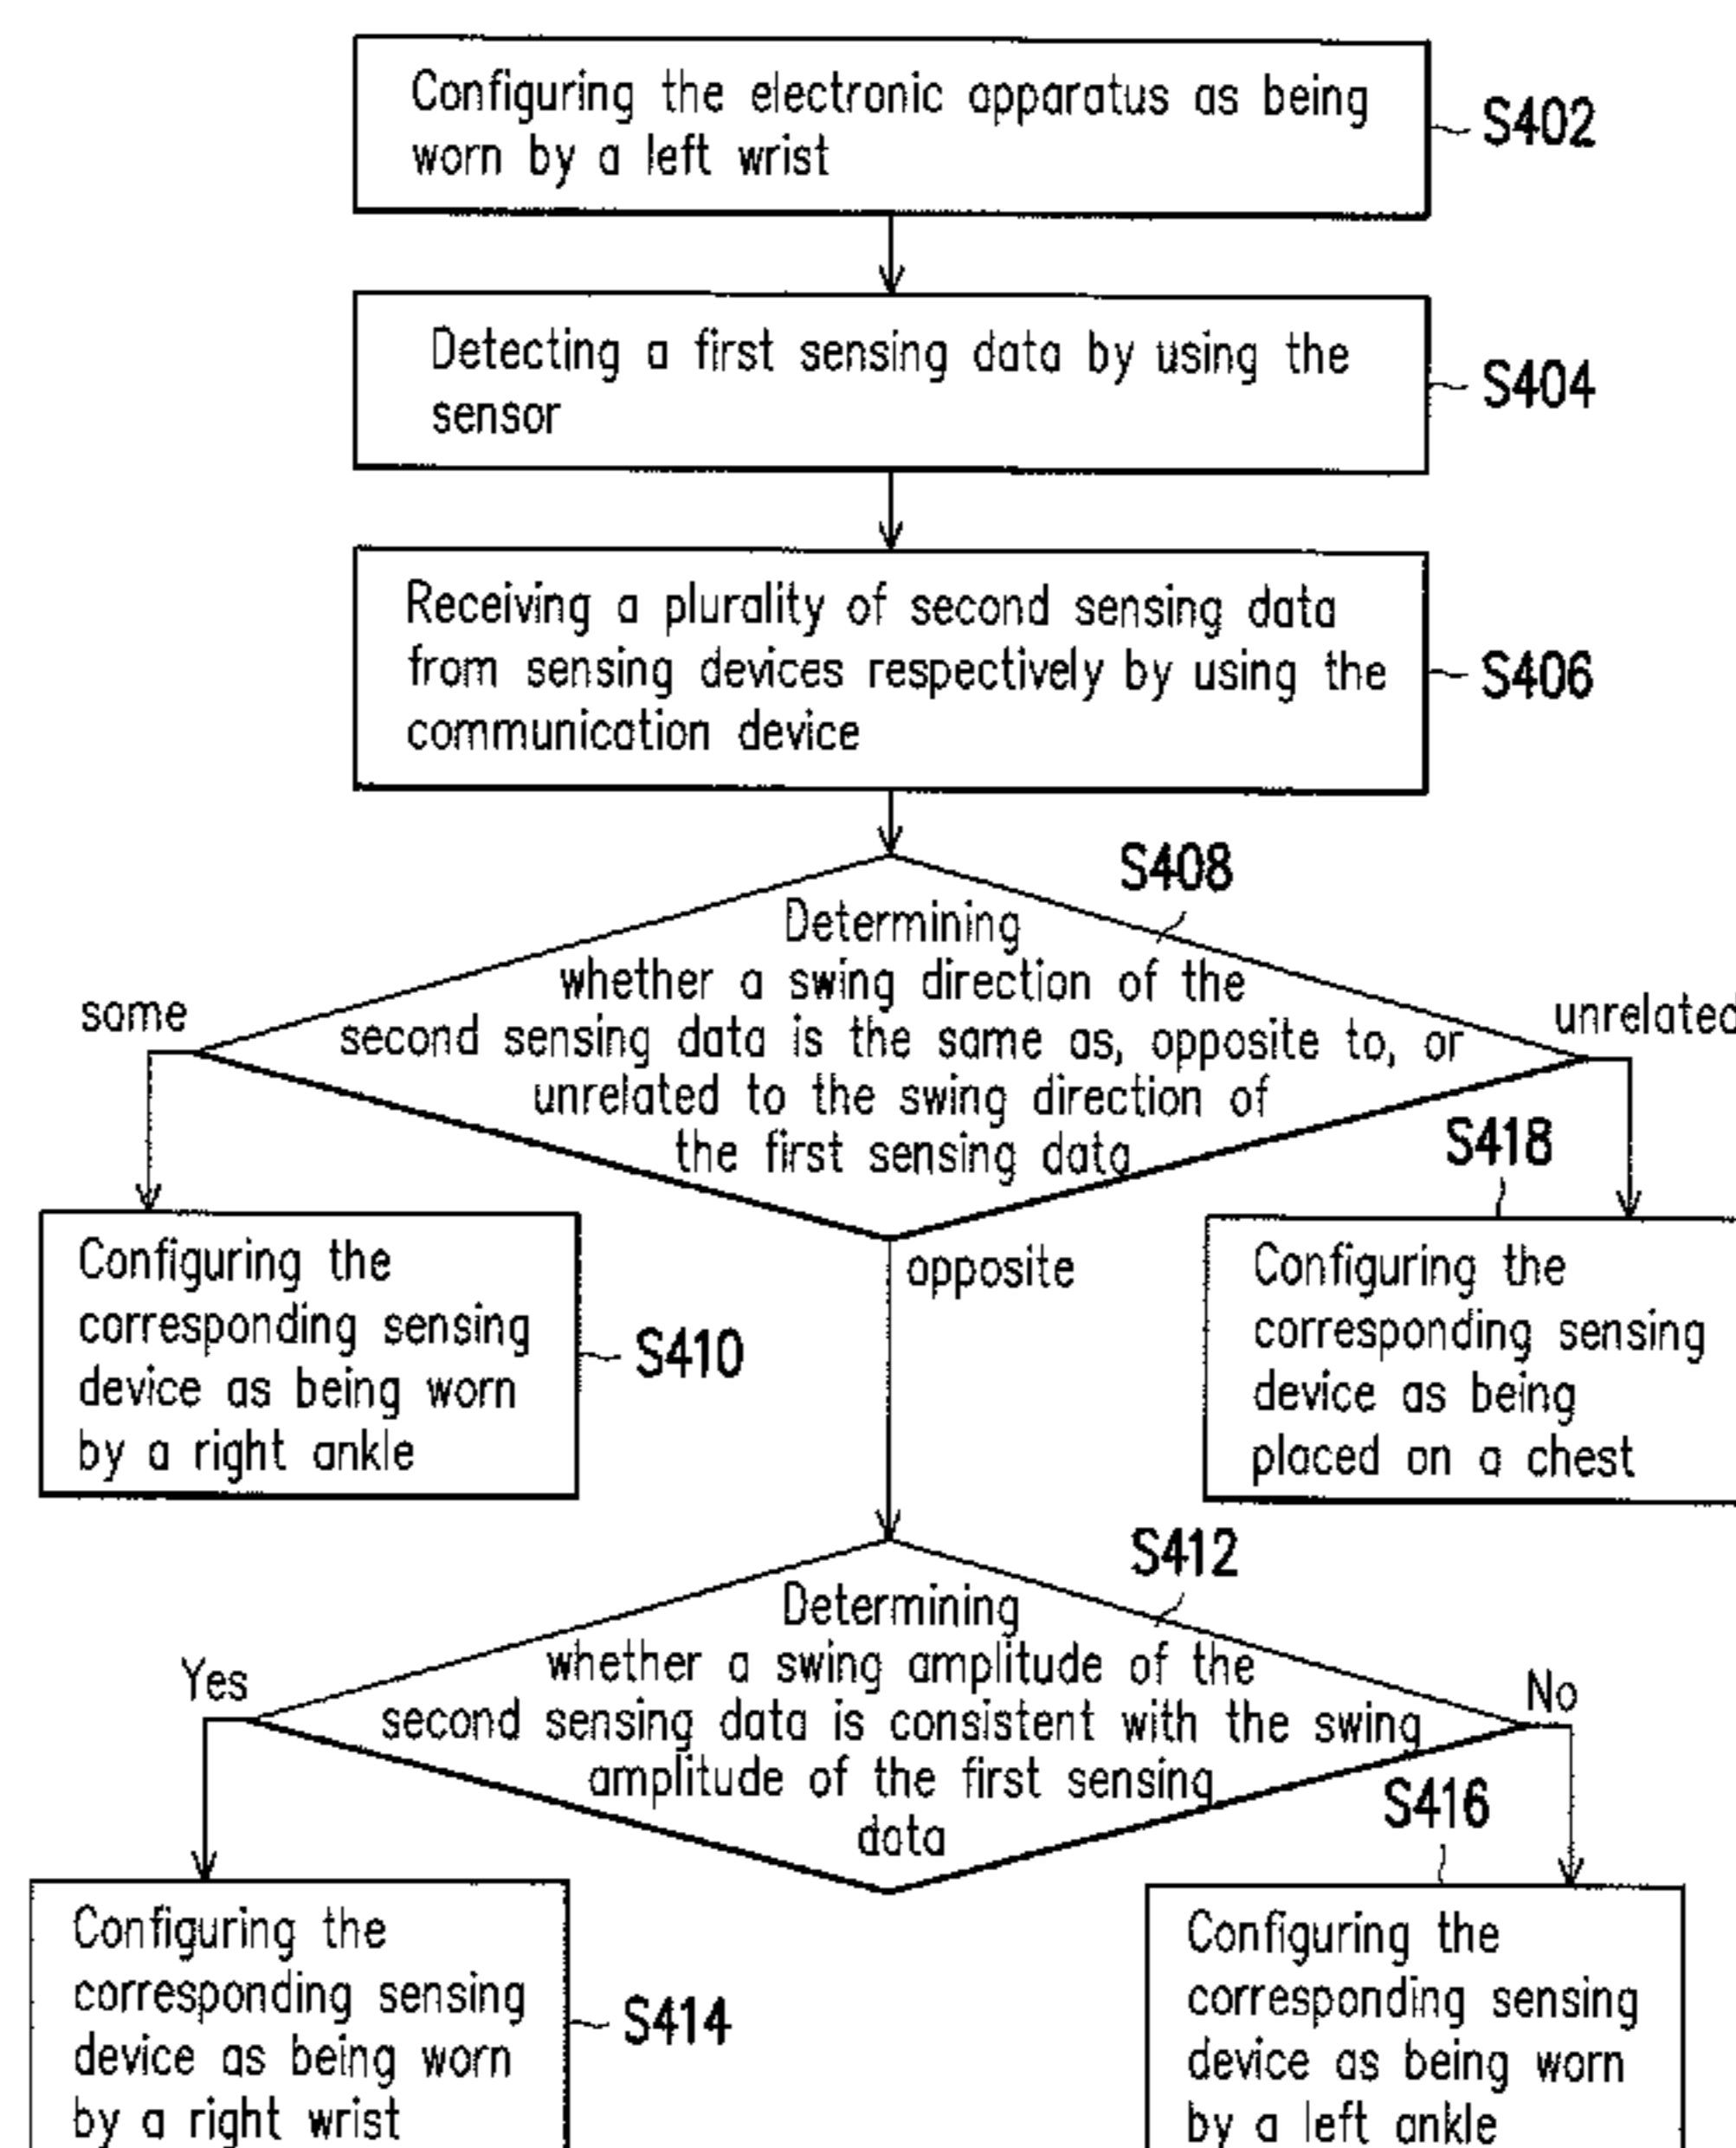 Configuring the electronic apparatus as being
worn by a left wrist
S402
Detecting a first sensing data by using the
sensor
S404
Receiving a plurality of second sensing data
from sensing devices respectively by using the
communication device
S406
S408
Determining
whether a swing direction of the
second sensing data is the same as, opposite to, or
unrelated to the swing direction of
the first sensing data
same
unrelated
opposite
Configuring the
corresponding sensing
device as being worn
by a right ankle
S410
S418
Configuring the
corresponding sensing
device as being
placed on a chest
S412
Determining
whether a swing amplitude of the
second sensing data is consistent with the swing
amplitude of the first sensing
data
Yes
No
Configuring the
corresponding sensing
device as being worn
by a right wrist
S414
S416
Configuring the
corresponding sensing
device as being worn
by a left ankle